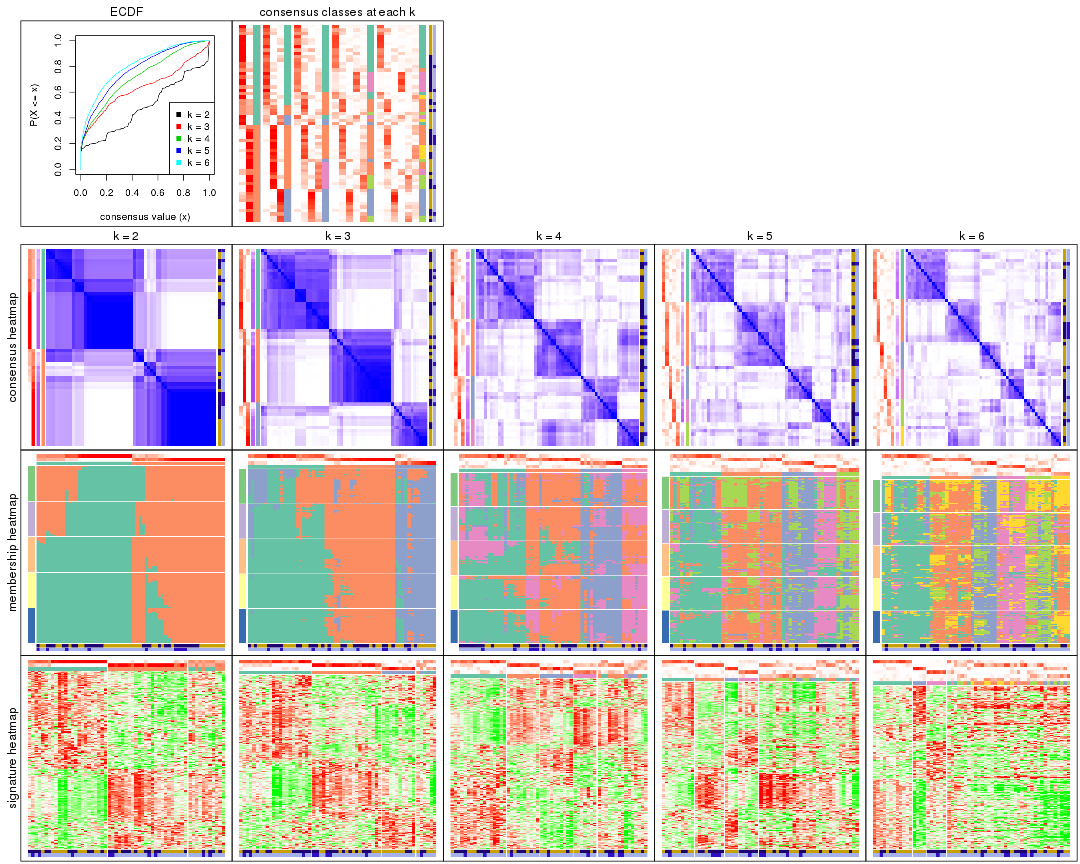 ECDF
consensus classes at each k
P(X <= x)
0.0 0.2 0.4 0.6 0.8 1.0
k = 2
k = 3
k = 4
k = 5
k = 6
0.0 0.2 0.4 0.6 0.8 1.0
consensus value (x)
k = 2
k = 3
k = 4
k = 5
k = 6
consensus heatmap
membership heatmap
signature heatmap